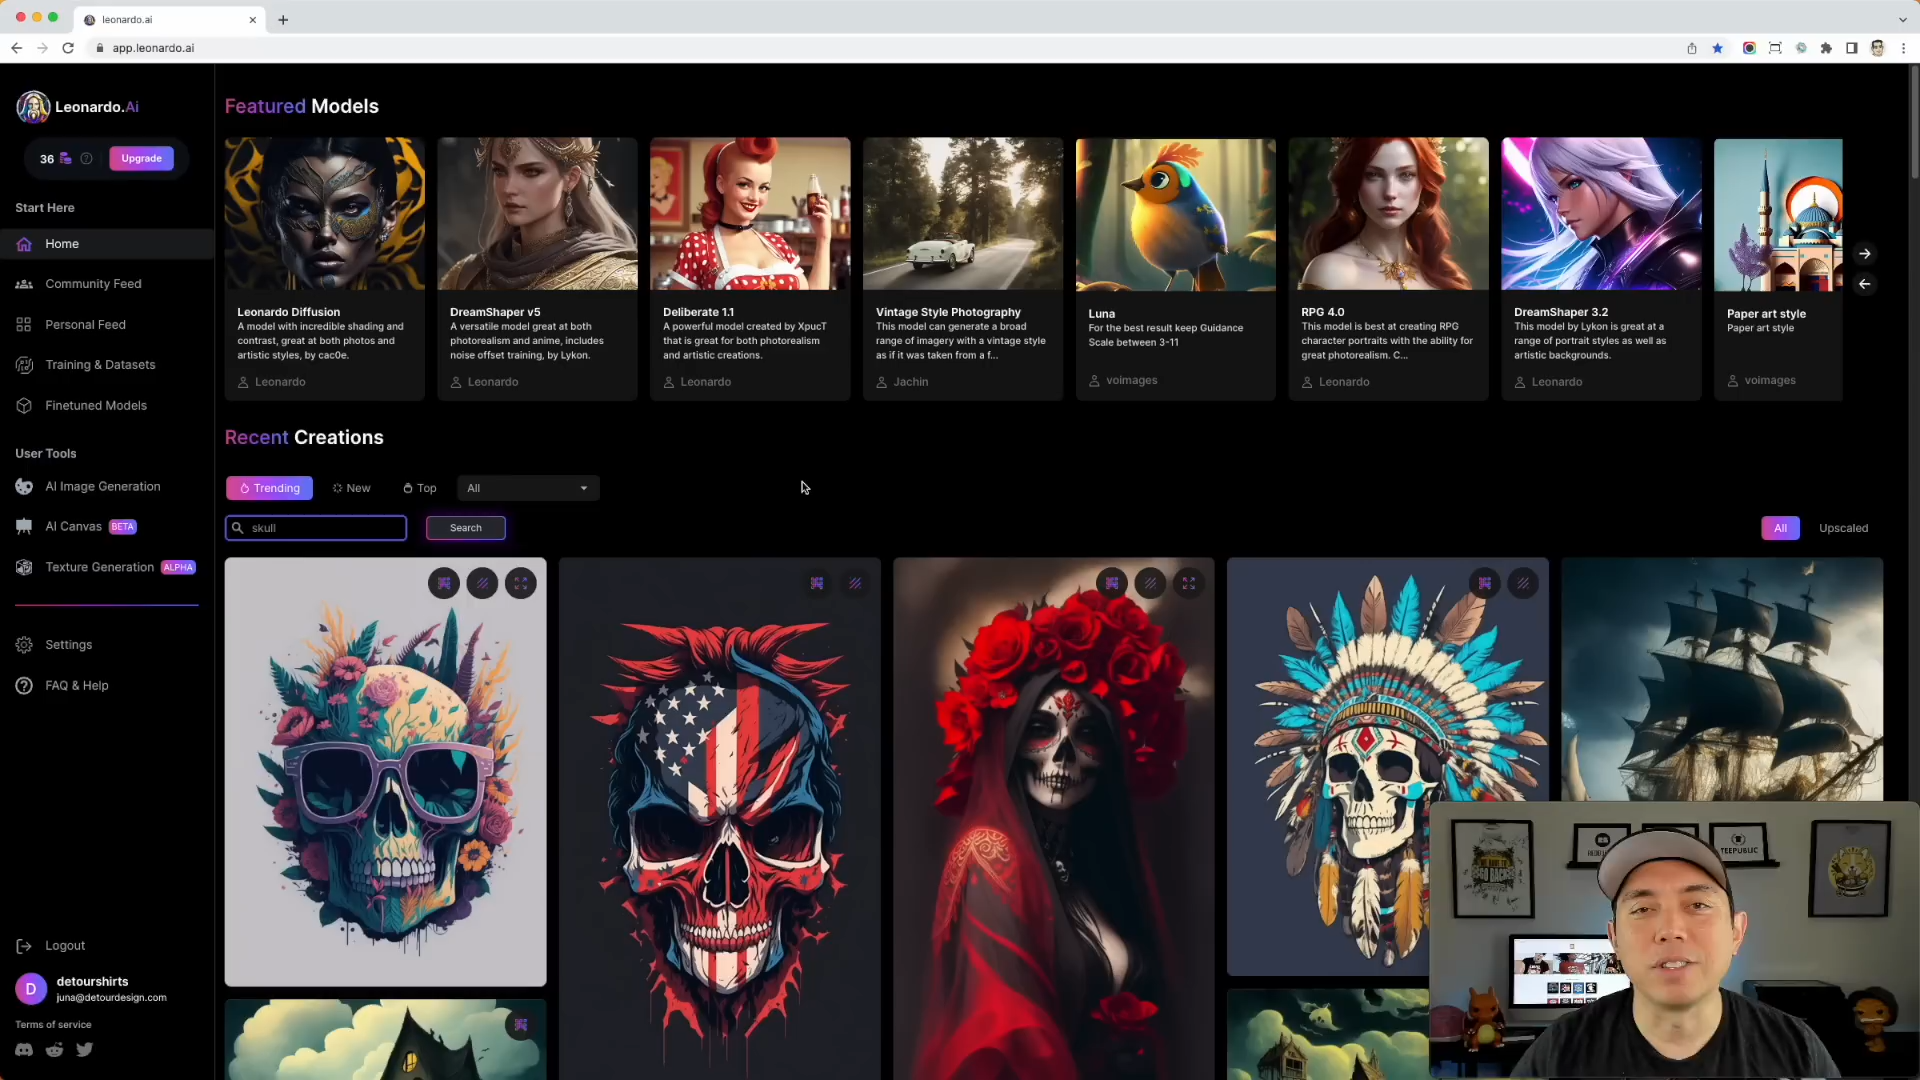 leonardo.ai
app.leonardo.ai
Leonardo.Ai
36
Upgrade
Start Here
Home
Community Feed
Personal Feed
Training & Datasets
Finetuned Models
User Tools
AI Image Generation
AI Canvas BETA
Texture Generation ALPHA
Settings
FAQ & Help
Logout
D
detourshirts
juna@detourdesign.com
Terms of service
Featured Models
Leonardo Diffusion
A model with incredible shading and
contrast, great at both photos and
artistic styles, by cac0e.
Leonardo
DreamShaper v5
A versatile model great at both
photorealism and anime, includes
noise offset training, by Lykon.
Leonardo
Deliberate 1.1
A powerful model created by XpucT
that is great for both photorealism
and artistic creations.
Leonardo
Vintage Style Photography
This model can generate a broad
range of imagery with a vintage style
as if it was taken from a f...
Jachin
Luna
For the best result keep Guidance
Scale between 3-11
voimages
RPG 4.0
This model is best at creating RPG
character portraits with the ability for
great photorealism. C...
Leonardo
DreamShaper 3.2
This model by Lykon is great at a
range of portrait styles as well as
artistic backgrounds.
Leonardo
Paper art style
Paper art style
voimages
Recent Creations
Trending
New
Top
All
skull
Search
All
Upscaled
TEEPUBLIC